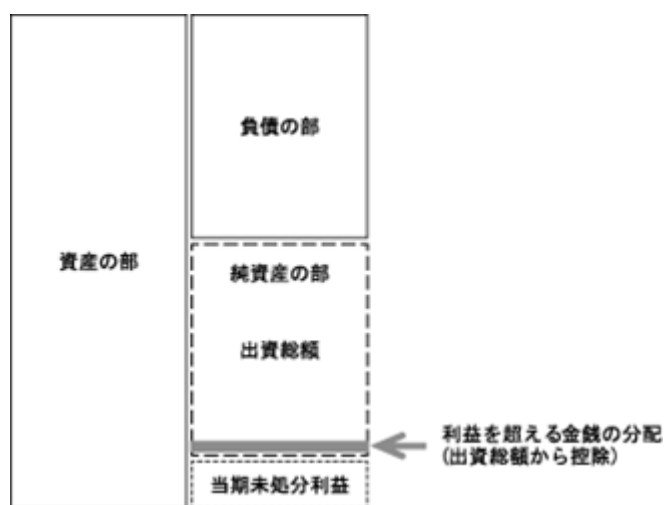 負債の部
資産の部
純資産の部
出資総額
利益を超える金銭の分配
(出資総額から控除)
当期未処分利益